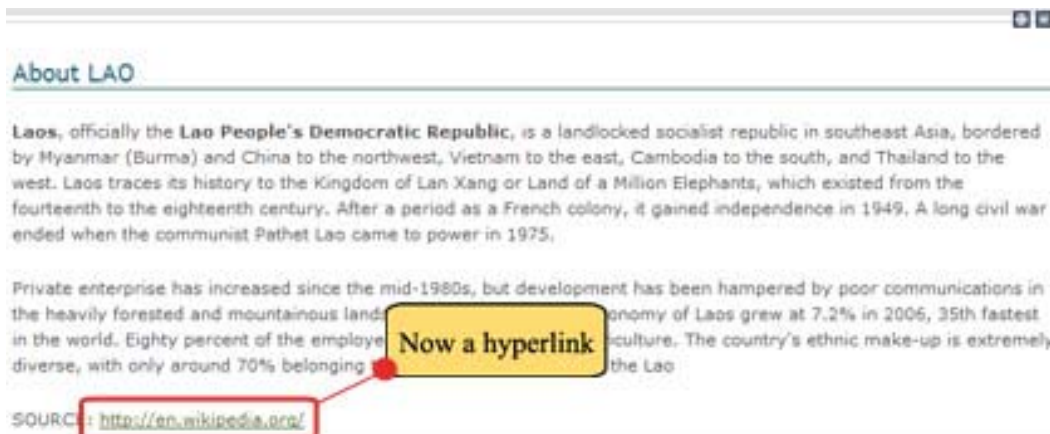 About LAO
Laos, officially the Lao People's Democratic Republic, is a landlocked socialist republic in southeast Asia, bordered
by Myanmar (Burma) and China to the northwest, Vietnam to the east, Cambodia to the south, and Thailand to the
west. Laos traces its history to the Kingdom of Lan Xang or Land of a Million Elephants, which existed from the
fourteenth to the eighteenth century. After a period as a French colony, it gained independence in 1949. A long civil war
ended when the communist Pathet Lao came to power in 1975.
Private enterprise has increased since the mid-1980s, but development has been hampered by poor communications in
the heavily forested and mountainous onomy of Laos grew at 7.2% in 2006, 35th fastest
in the world. Eighty percent of the The country's ethnic make-up is extremely
diverse, with only around 70% belonging the Lao
Now a hyperlink
SOURCE: http://en.wikipedia.org/